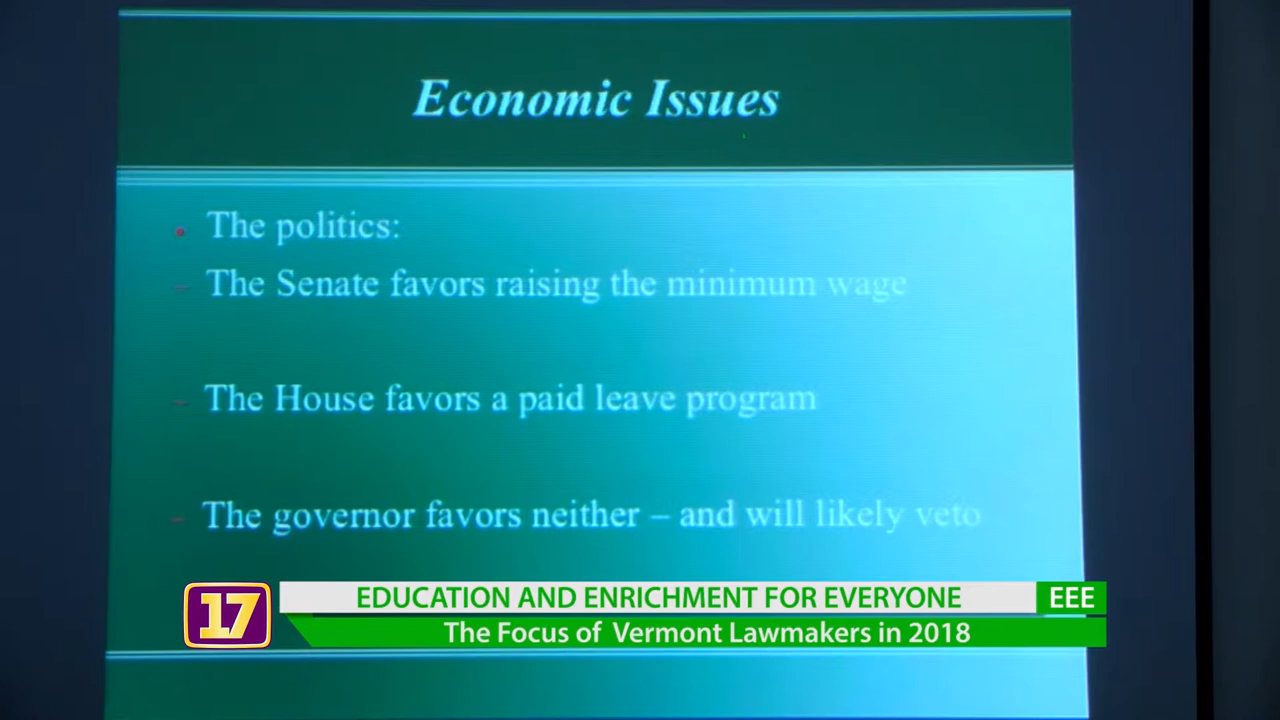 Economic Issues
• The politics:
– The Senate favors raising the minimum wage
– The House favors a paid leave program
– The governor favors neither – and will likely veto
17
EDUCATION AND ENRICHMENT FOR EVERYONE
EEE
The Focus of Vermont Lawmakers in 2018